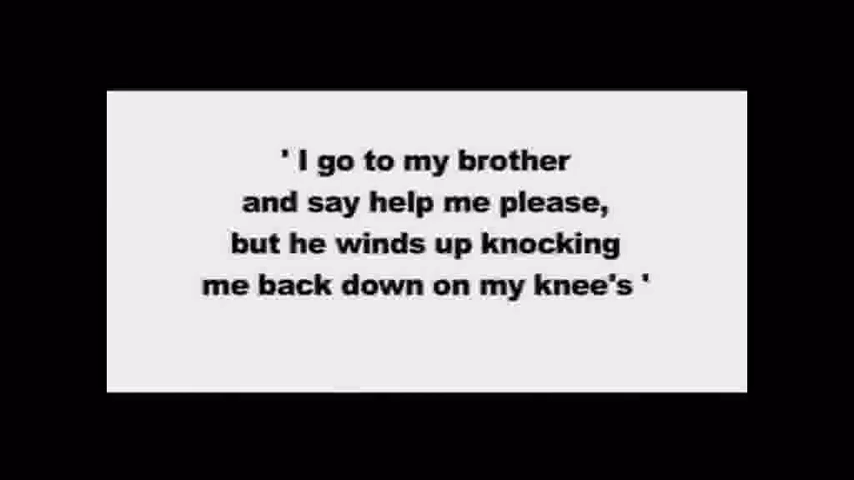 ' I go to my brother
and say help me please,
but he winds up knocking
me back down on my knee's '